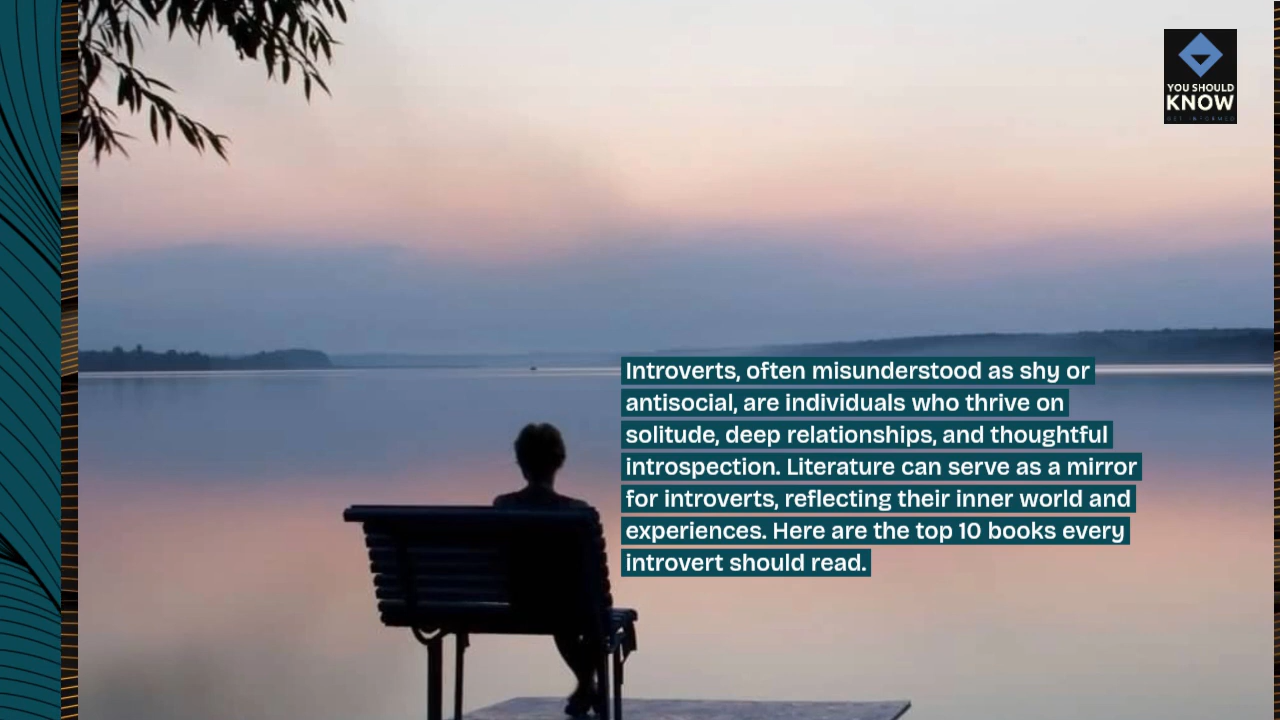 YOU SHOULD
KNOW
GET INFORMED
Introverts, often misunderstood as shy or
antisocial, are individuals who thrive on
solitude, deep relationships, and thoughtful
introspection. Literature can serve as a mirror
for introverts, reflecting their inner world and
experiences. Here are the top 10 books every
introvert should read.